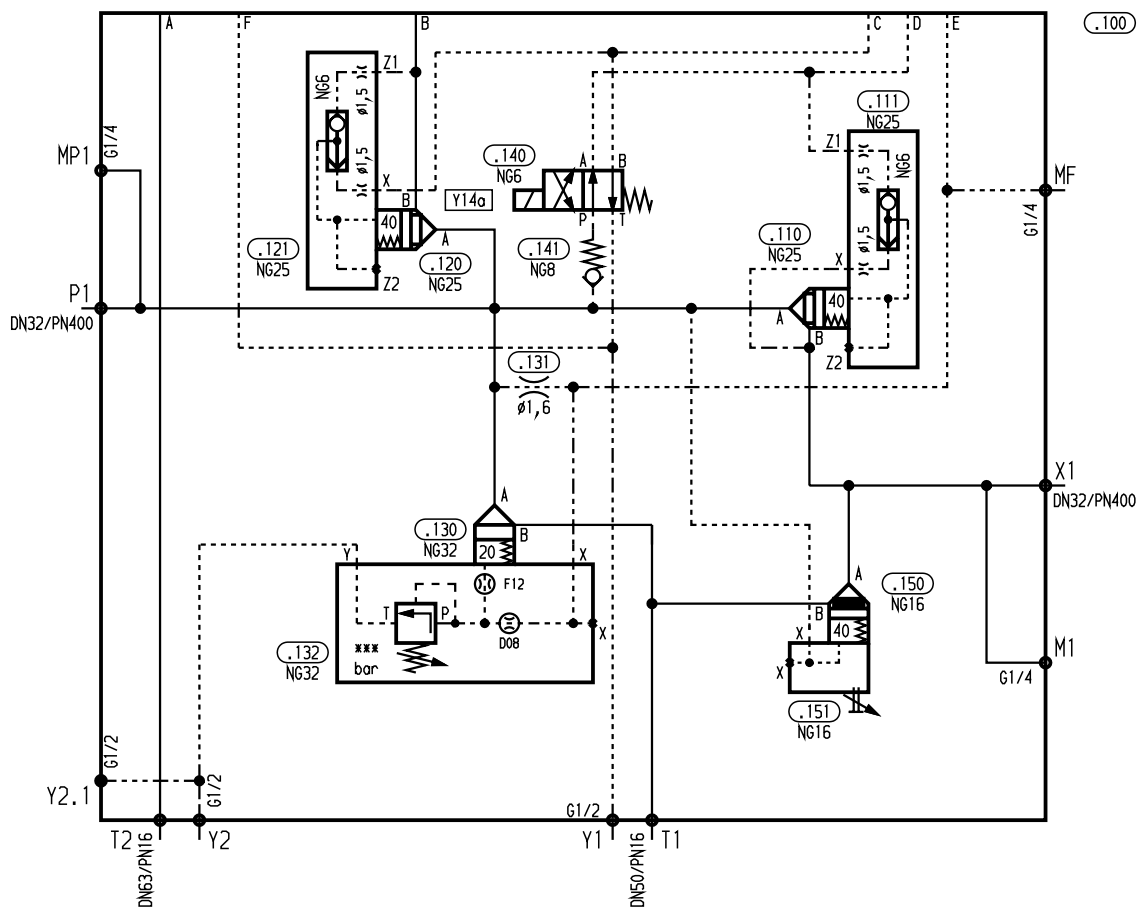 A
F
B
C
D
E
.100
Z1
NG6
ø1,5
ø1,5
X
.111
NG25
Z1
NG6
ø1,5
ø1,5
MP1
G1/4
.140
NG6
A
B
P
T
Y14a
MF
G1/4
B
40
A
.121
NG25
.120
NG25
Z2
.141
NG8
.110
NG25
X
P1
DN32/PN400
A
40
B
Z2
.131
ø1,6
X1
DN32/PN400
A
.130
NG32
B
20
Y
X
F12
T
P
D08
X
.132
NG32
***
bar
A
.150
NG16
B
40
X
X
.151
NG16
M1
G1/4
G1/2
Y2.1
G1/2
G1/2
T2
DN63/PN16
Y2
Y1
DN50/PN16
T1